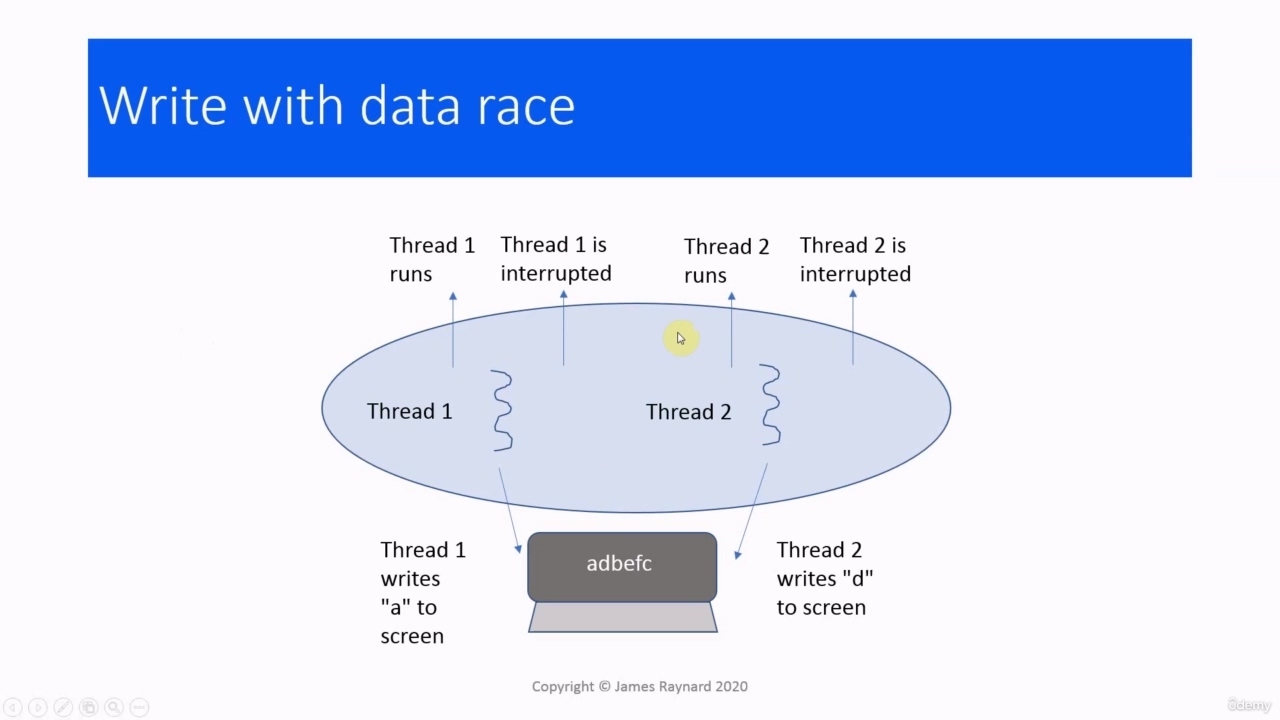 Write with data race
Thread 1
runs
Thread 1 is
interrupted
Thread 2
runs
Thread 2 is
interrupted
Thread 1
Thread 2
Thread 1
writes
"a" to
screen
adbefc
Thread 2
writes "d"
to screen
Copyright © James Raynard 2020
ûdemy